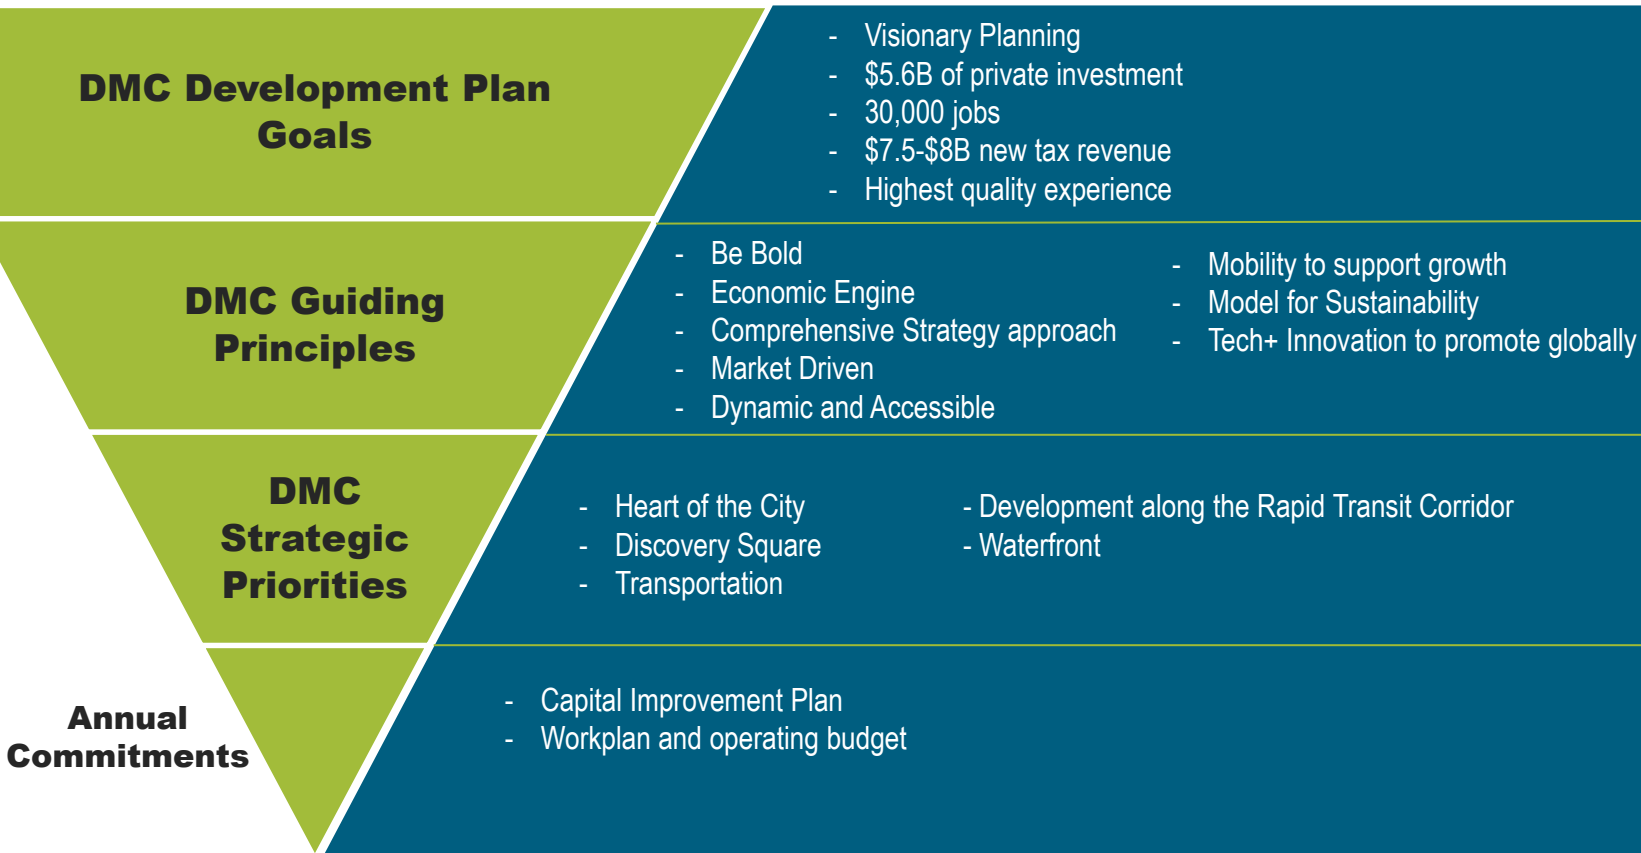 DMC Development Plan
Goals
- Visionary Planning
- $5.6B of private investment
- 30,000 jobs
- $7.5-$8B new tax revenue
- Highest quality experience
DMC Guiding
Principles
- Be Bold
- Economic Engine
- Comprehensive Strategy approach
- Market Driven
- Dynamic and Accessible
- Mobility to support growth
- Model for Sustainability
- Tech+ Innovation to promote globally
DMC
Strategic
Priorities
- Heart of the City
- Discovery Square
- Transportation
- Development along the Rapid Transit Corridor
- Waterfront
Annual
Commitments
- Capital Improvement Plan
- Workplan and operating budget